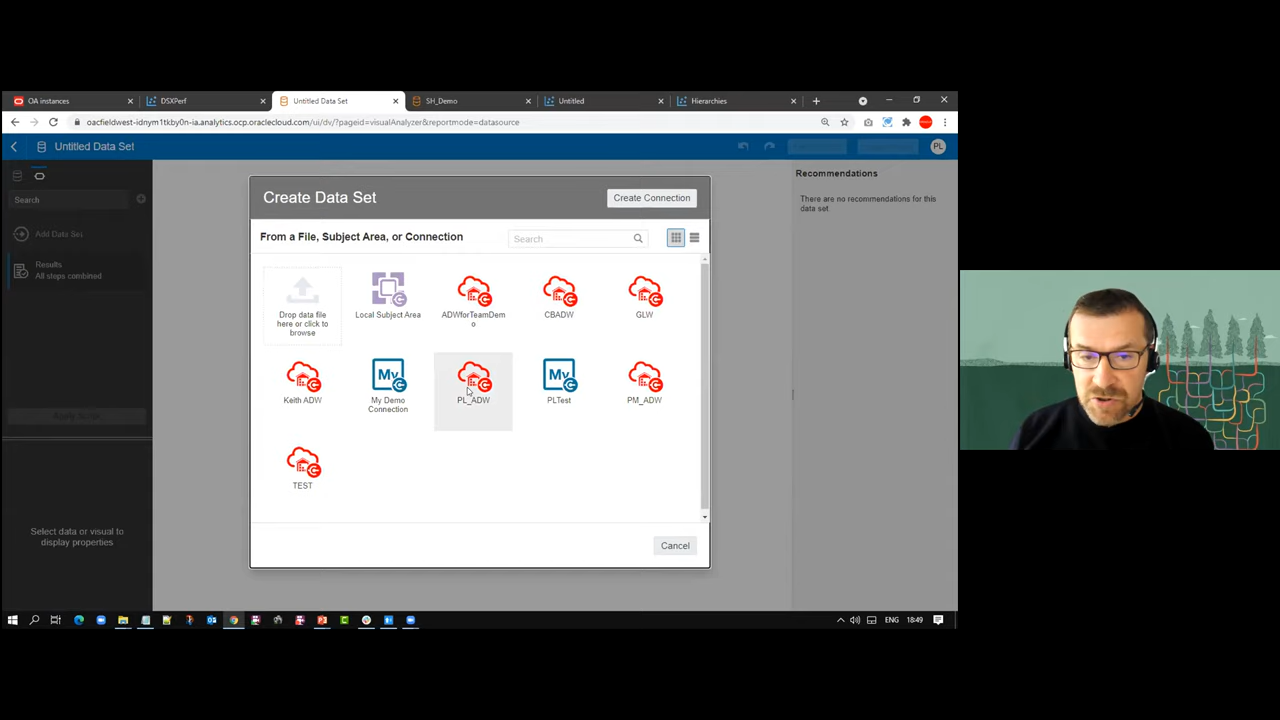 OA instances
DSXPerf
Untitled Data Set
SH_Demo
Untitled
Hierarchies
oacfieldwest-idnym1tkby0n-ia.analytics.ocp.oraclecloud.com/ui/dv/?pageid=visualAnalyzer&reportmode=datasource
Untitled Data Set
PL
Search
Add Data Set
Results
All steps combined
Select data or visual to
display properties
Create Data Set
Create Connection
From a File, Subject Area, or Connection
Search
Drop data file
here or click to
browse
Local Subject Area
ADWforTeamDem
o
CBADW
GLW
Keith ADW
My
My Demo
Connection
PL_ADW
My
PLTest
PM_ADW
TEST
Cancel
Recommendations
There are no recommendations for this
data set.
ENG
18:49